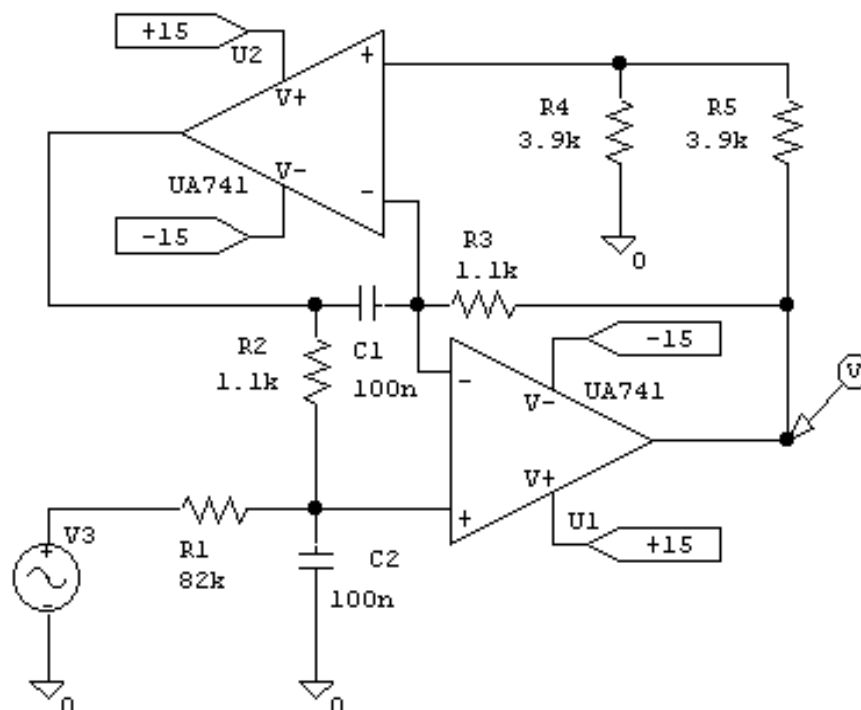 +15
U2
+
V+
R4
R5
3.9k
3.9k
V-
UA741
-
-15
R3
0
1.1k
R2
C1
-15
1.1k
100n
-
V-
UA741
V
V+
V3
+
U1
+
R1
C2
+15
82k
100n
-
0
0